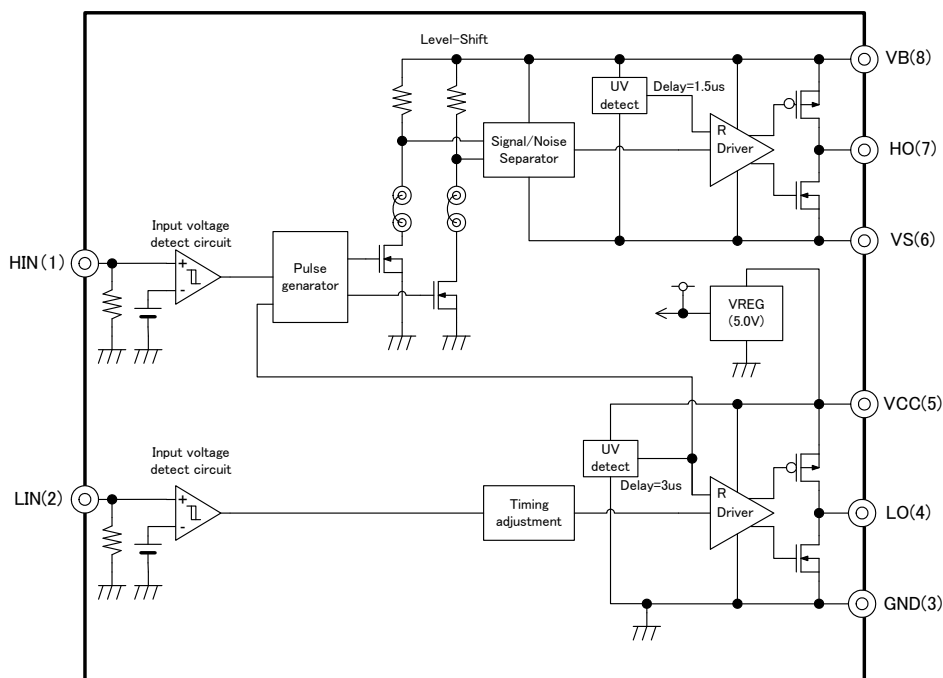 Level-Shift
VB(8)
UV
detect
Delay=1.5us
R
Driver
Signal/Noise
Separator
HO(7)
Input voltage
detect circuit
VS(6)
HIN(1)
+
-
Pulse
genarator
VREG
(5.0V)
VCC(5)
Input voltage
detect circuit
UV
detect
Delay=3us
R
Driver
LIN(2)
+
-
Timing
adjustment
LO(4)
GND(3)